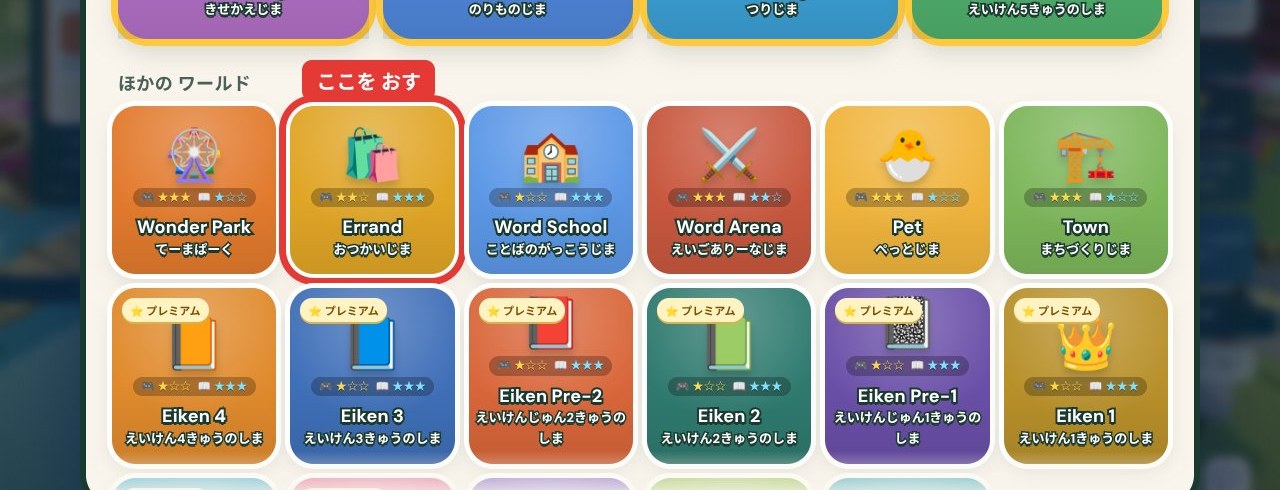 きせかえじま
のりものじま
つりじま
えいけん5きゅうのしま
ほかの ワールド
ここを おす
🎮 ★★★ 📖 ★☆☆
Wonder Park
てーまぱーく
🎮 ★★☆ 📖 ★★★
Errand
おつかいじま
🎮 ★☆☆ 📖 ★★★
Word School
ことばのがっこうじま
🎮 ★★★ 📖 ★★☆
Word Arena
えいごありーなじま
🎮 ★★★ 📖 ★☆☆
Pet
ぺっとじま
🎮 ★★★ 📖 ★☆☆
Town
まちづくりじま
⭐ プレミアム
🎮 ★☆☆ 📖 ★★★
Eiken 4
えいけん4きゅうのしま
⭐ プレミアム
🎮 ★☆☆ 📖 ★★★
Eiken 3
えいけん3きゅうのしま
⭐ プレミアム
🎮 ★☆☆ 📖 ★★★
Eiken Pre-2
えいけんじゅん2きゅうの
しま
⭐ プレミアム
🎮 ★☆☆ 📖 ★★★
Eiken 2
えいけん2きゅうのしま
⭐ プレミアム
🎮 ★☆☆ 📖 ★★★
Eiken Pre-1
えいけんじゅん1きゅうの
しま
⭐ プレミアム
🎮 ★☆☆ 📖 ★★★
Eiken 1
えいけん1きゅうのしま